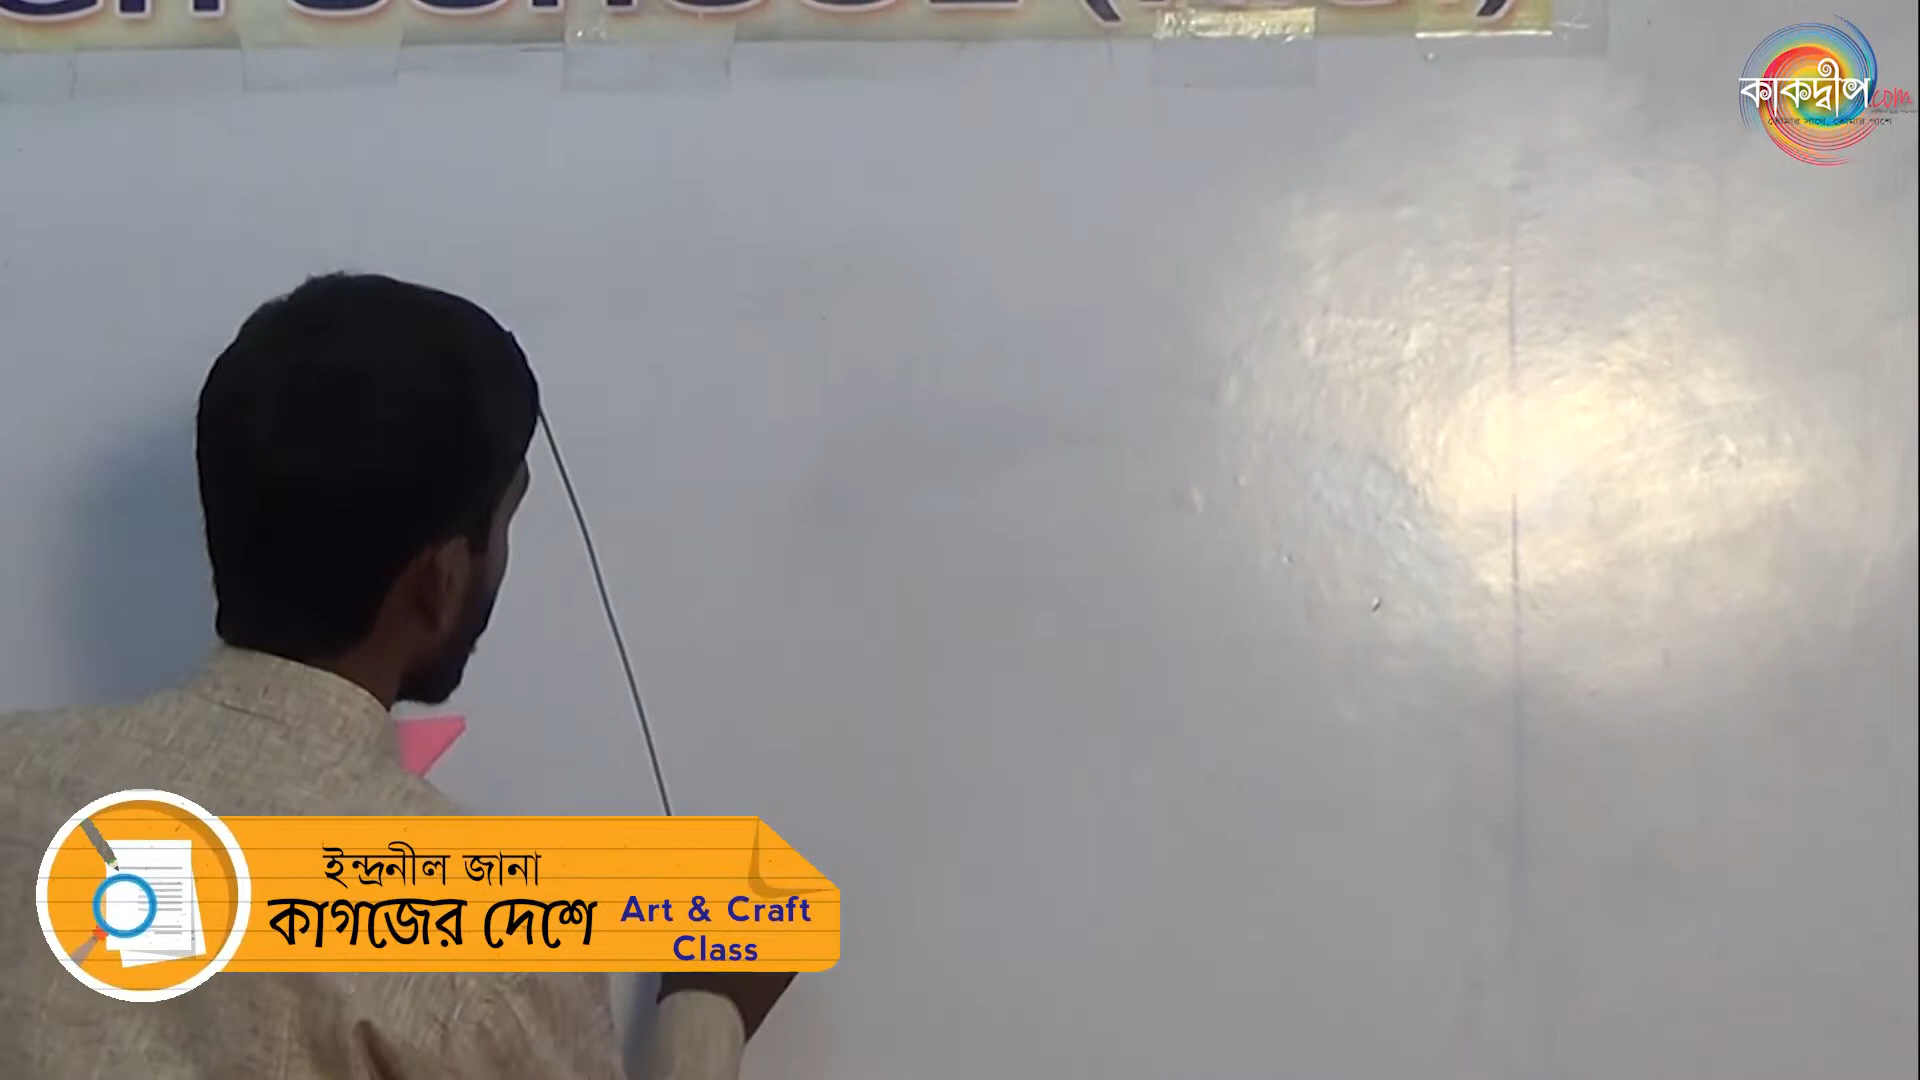 কাকদ্বীপ.com
তোমার সাথে, তোমার পাশে
ইন্দ্রনীল জানা
কাগজের দেশে
Art & Craft
Class